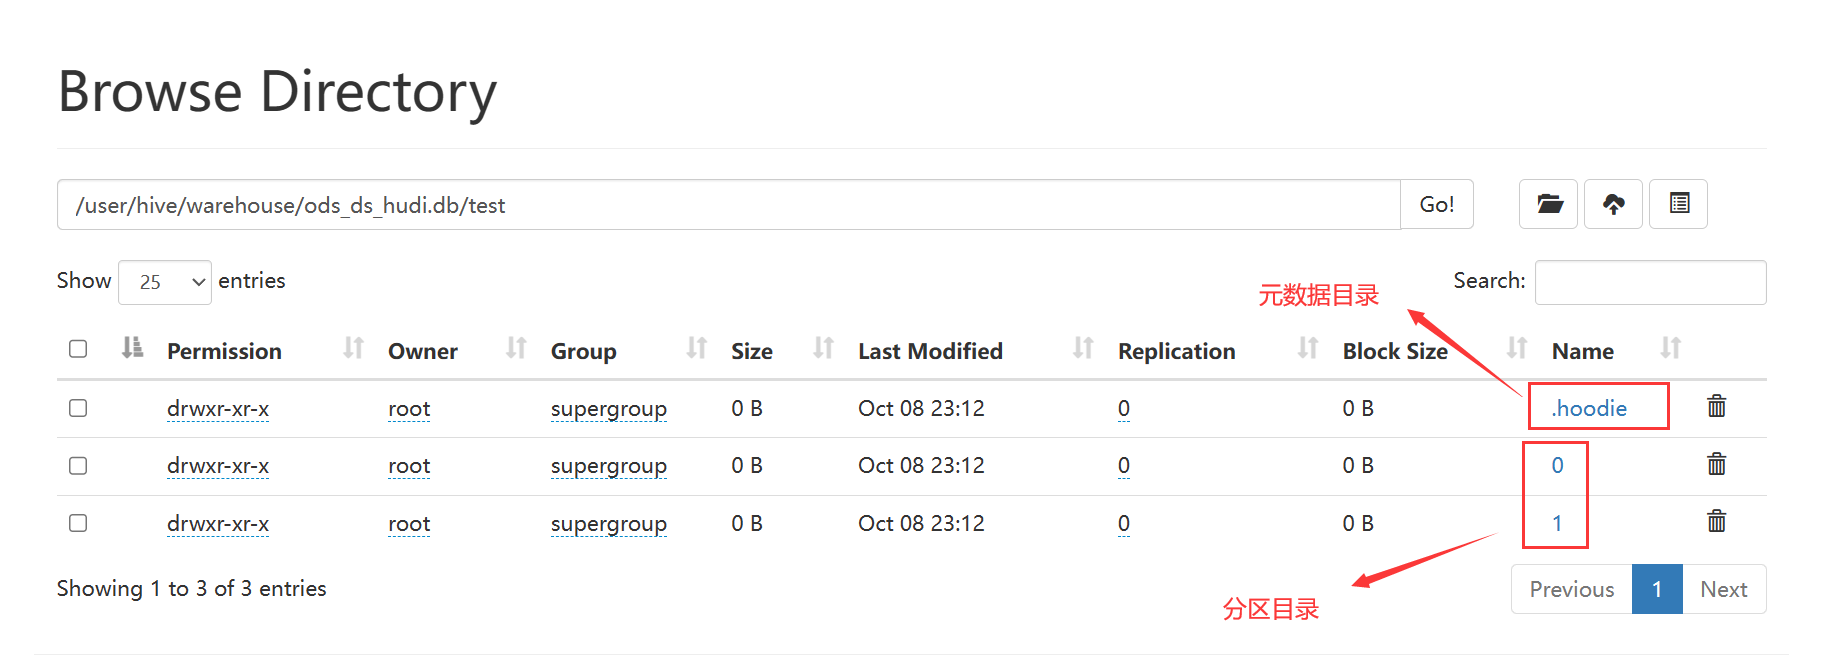 Browse Directory
/user/hive/warehouse/ods_ds_hudi.db/test Go!
Show 25 entries Search:
元数据目录
Permission Owner Group Size Last Modified Replication Block Size Name
drwxr-xr-x root supergroup 0 B Oct 08 23:12 0 0 B .hoodie
drwxr-xr-x root supergroup 0 B Oct 08 23:12 0 0 B 0
drwxr-xr-x root supergroup 0 B Oct 08 23:12 0 0 B 1
Showing 1 to 3 of 3 entries Previous 1 Next
分区目录